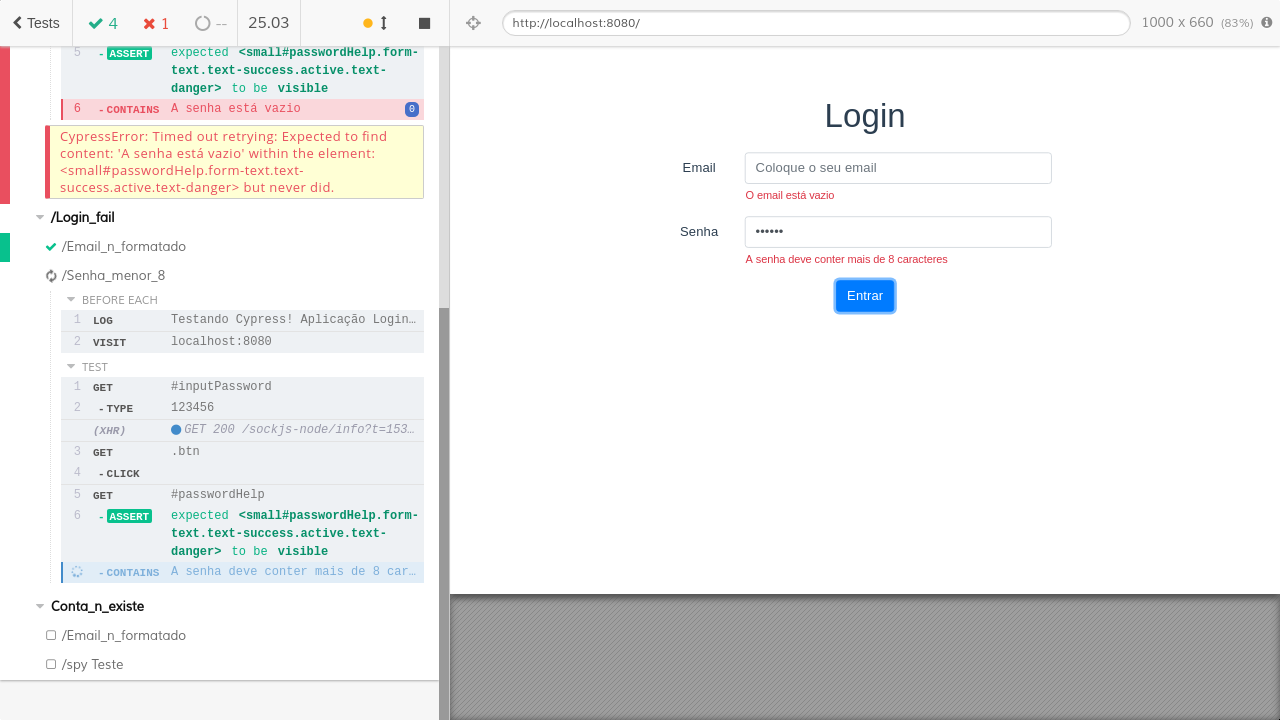 Tests
4
1
--
25.03
http://localhost:8080/
1000 x 660 (83%)
5 - ASSERT expected <small#passwordHelp.form-
text.text-success.active.text-
danger> to be visible
6 - CONTAINS A senha está vazio 0
CypressError: Timed out retrying: Expected to find
content: 'A senha está vazio' within the element:
<small#passwordHelp.form-text.text-
success.active.text-danger> but never did.
/Login_fail
/Email_n_formatado
/Senha_menor_8
BEFORE EACH
1 LOG Testando Cypress! Aplicação Login…
2 VISIT localhost:8080
TEST
1 GET #inputPassword
2 - TYPE 123456
(XHR) GET 200 /sockjs-node/info?t=153…
3 GET .btn
4 - CLICK
5 GET #passwordHelp
6 - ASSERT expected <small#passwordHelp.form-
text.text-success.active.text-
danger> to be visible
- CONTAINS A senha deve conter mais de 8 car…
Conta_n_existe
/Email_n_formatado
/spy Teste
Login
Email Coloque o seu email
O email está vazio
Senha ••••••
A senha deve conter mais de 8 caracteres
Entrar